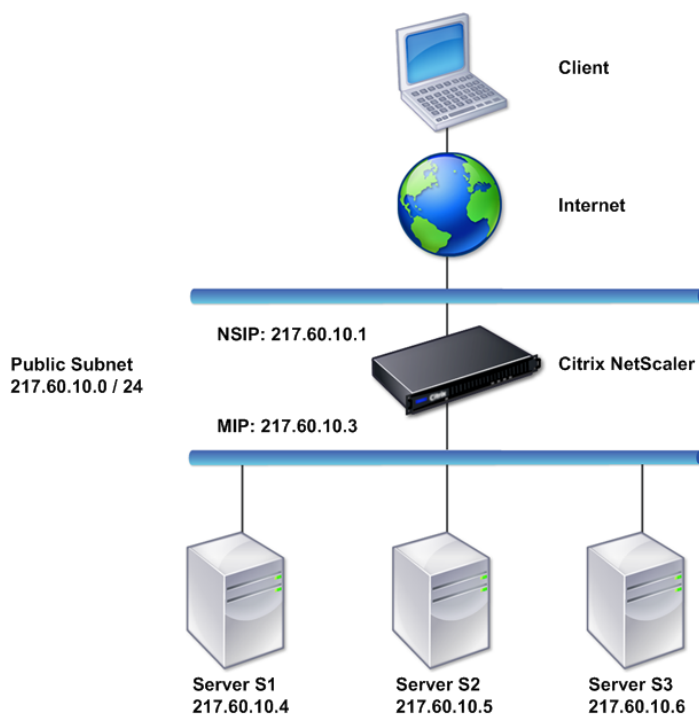 Client
Internet
NSIP: 217.60.10.1
Public Subnet
217.60.10.0 / 24
Citrix NetScaler
Citrix
MIP: 217.60.10.3
Server S1
217.60.10.4
Server S2
217.60.10.5
Server S3
217.60.10.6